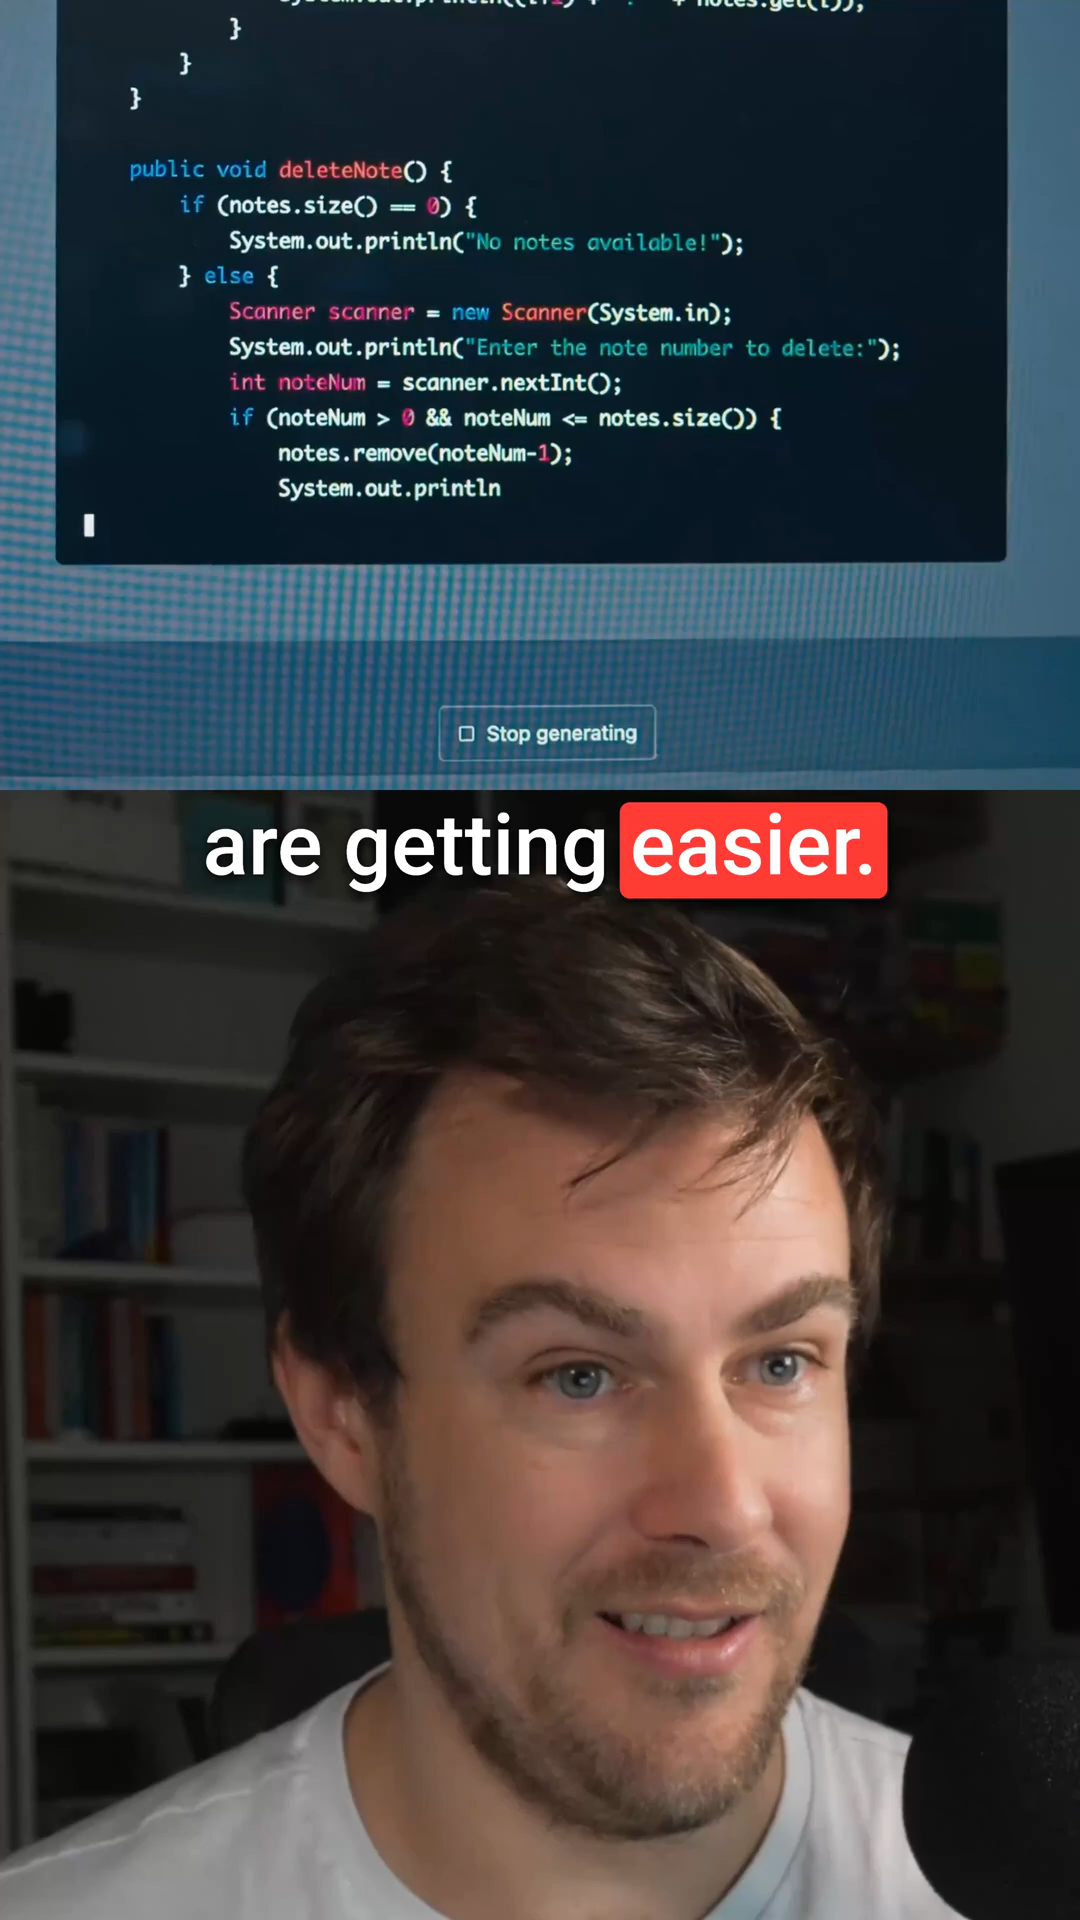 }
}
}
public void deleteNote() {
if (notes.size() == 0) {
System.out.println("No notes available!");
} else {
Scanner scanner = new Scanner(System.in);
System.out.println("Enter the note number to delete:");
int noteNum = scanner.nextInt();
if (noteNum > 0 && noteNum <= notes.size()) {
notes.remove(noteNum-1);
System.out.println
Stop generating
are getting easier.